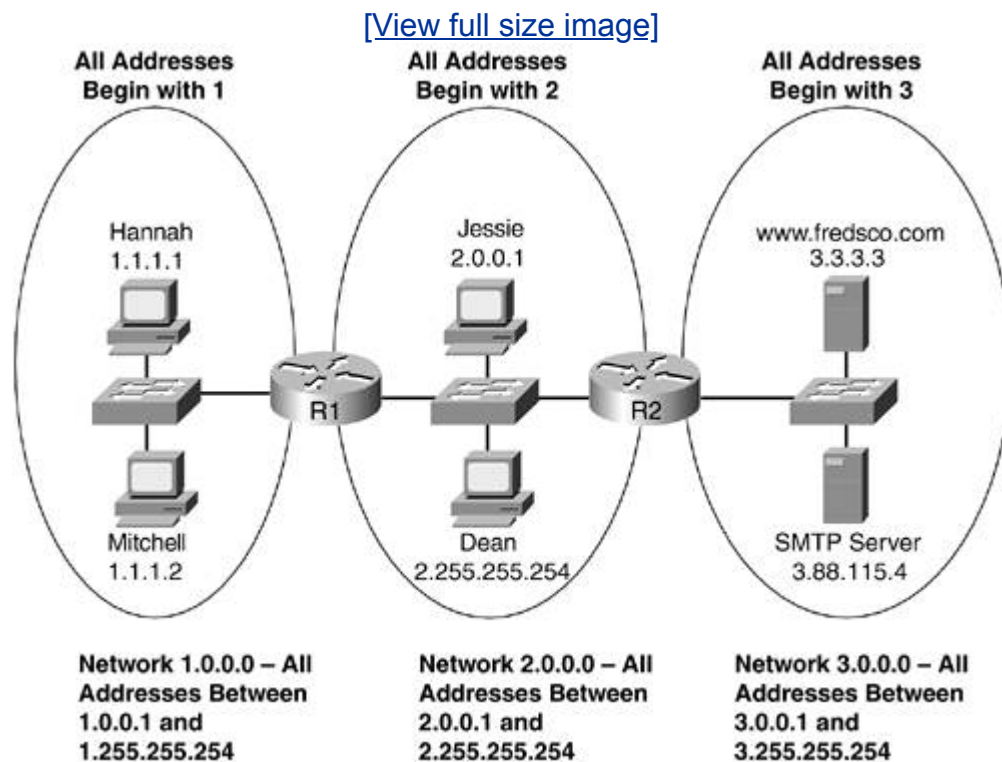 [View full size image]
All Addresses
Begin with 1
All Addresses
Begin with 2
All Addresses
Begin with 3
Hannah
1.1.1.1
Jessie
2.0.0.1
www.fredsco.com
3.3.3.3
R1
R2
Mitchell
1.1.1.2
Dean
2.255.255.254
SMTP Server
3.88.115.4
Network 1.0.0.0 – All
Addresses Between
1.0.0.1 and
1.255.255.254
Network 2.0.0.0 – All
Addresses Between
2.0.0.1 and
2.255.255.254
Network 3.0.0.0 – All
Addresses Between
3.0.0.1 and
3.255.255.254